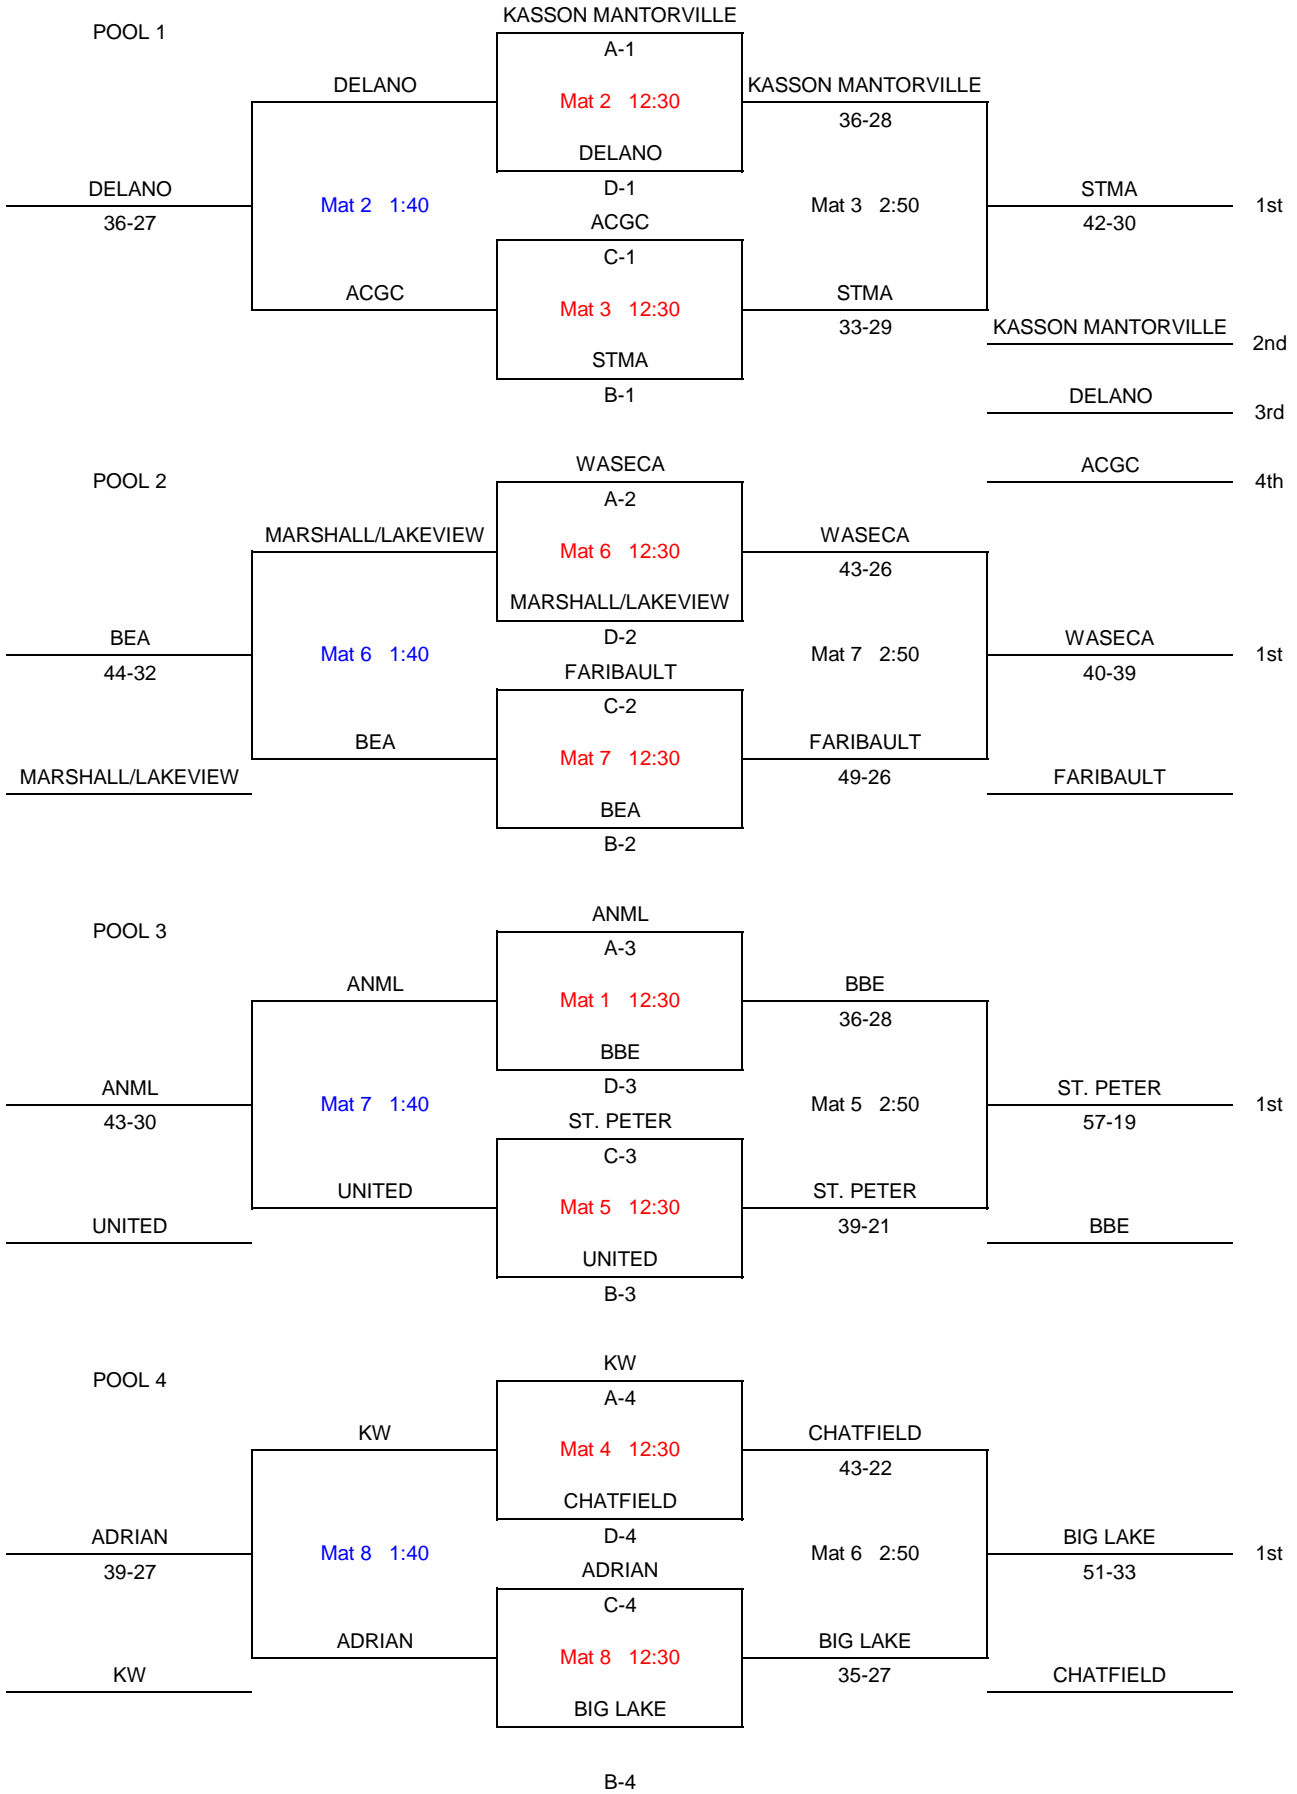 KASSON MANTORVILLE
POOL 1
A-1
DELANO
Mat 2 12:30
KASSON MANTORVILLE
36-28
DELANO
DELANO
D-1
STMA
36-27
Mat 2 1:40
Mat 3 2:50
1st
ACGC
42-30
C-1
ACGC
Mat 3 12:30
STMA
33-29
KASSON MANTORVILLE
2nd
STMA
B-1
DELANO
3rd
POOL 2
WASECA
ACGC
4th
A-2
MARSHALL/LAKEVIEW
Mat 6 12:30
WASECA
43-26
MARSHALL/LAKEVIEW
BEA
D-2
WASECA
44-32
Mat 6 1:40
Mat 7 2:50
1st
FARIBAULT
40-39
C-2
BEA
Mat 7 12:30
FARIBAULT
49-26
MARSHALL/LAKEVIEW
FARIBAULT
BEA
B-2
POOL 3
ANML
A-3
ANML
Mat 1 12:30
BBE
36-28
BBE
ANML
D-3
ST. PETER
43-30
Mat 7 1:40
Mat 5 2:50
1st
ST. PETER
57-19
C-3
UNITED
Mat 5 12:30
ST. PETER
39-21
UNITED
BBE
UNITED
B-3
POOL 4
KW
A-4
KW
Mat 4 12:30
CHATFIELD
43-22
CHATFIELD
ADRIAN
D-4
BIG LAKE
39-27
Mat 8 1:40
Mat 6 2:50
1st
ADRIAN
51-33
C-4
ADRIAN
Mat 8 12:30
BIG LAKE
35-27
KW
CHATFIELD
BIG LAKE
B-4